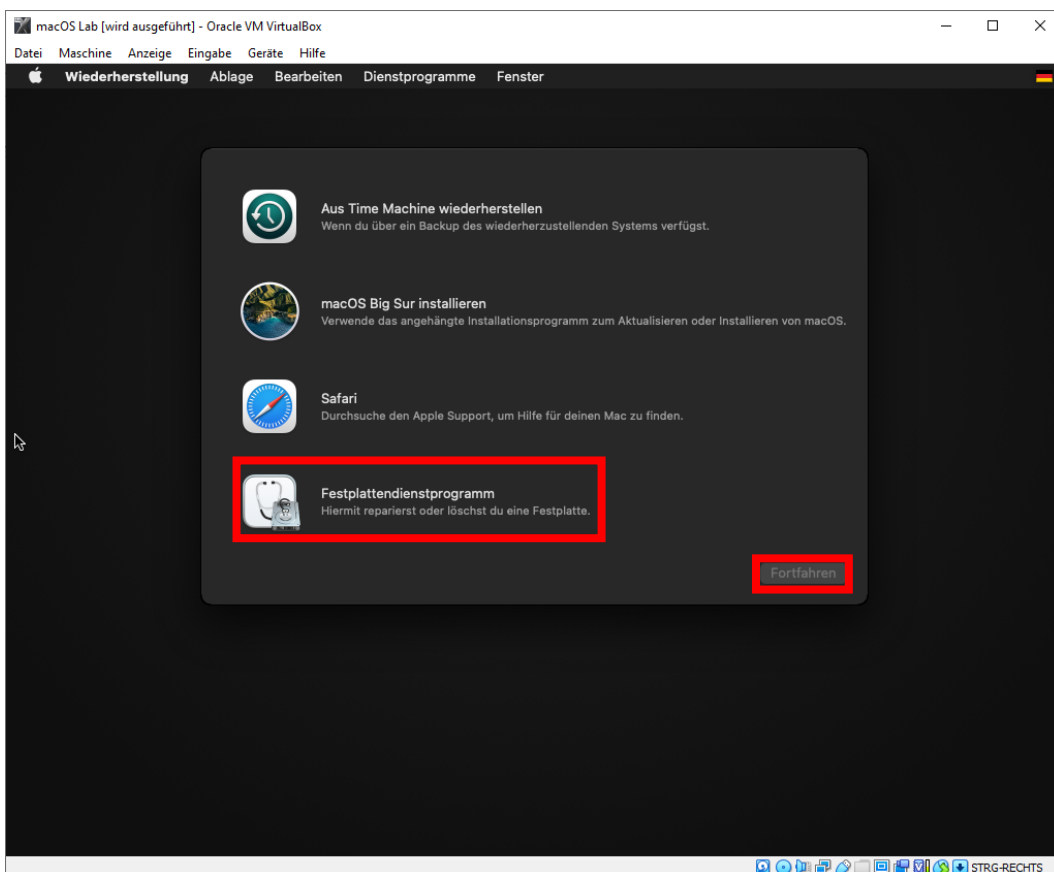 macOS Lab [wird ausgeführt] - Oracle VM VirtualBox
Datei Maschine Anzeige Eingabe Geräte Hilfe
Wiederherstellung Ablage Bearbeiten Dienstprogramme Fenster
Aus Time Machine wiederherstellen
Wenn du über ein Backup des wiederherzustellenden Systems verfügst.
macOS Big Sur installieren
Verwende das angehängte Installationsprogramm zum Aktualisieren oder Installieren von macOS.
Safari
Durchsuche den Apple Support, um Hilfe für deinen Mac zu finden.
Festplattendienstprogramm
Hiermit reparierst oder löschst du eine Festplatte.
Fortfahren
STRG-RECHTS